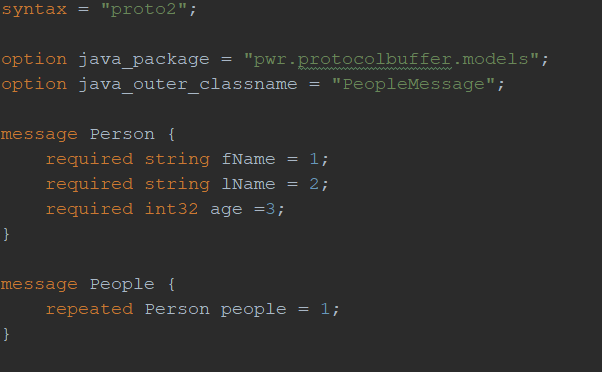 syntax = "proto2";
option java_package = "pwr.protocolbuffer.models";
option java_outer_classname = "PeopleMessage";
message Person {
    required string fName = 1;
    required string lName = 2;
    required int32 age =3;
}
message People {
    repeated Person people = 1;
}